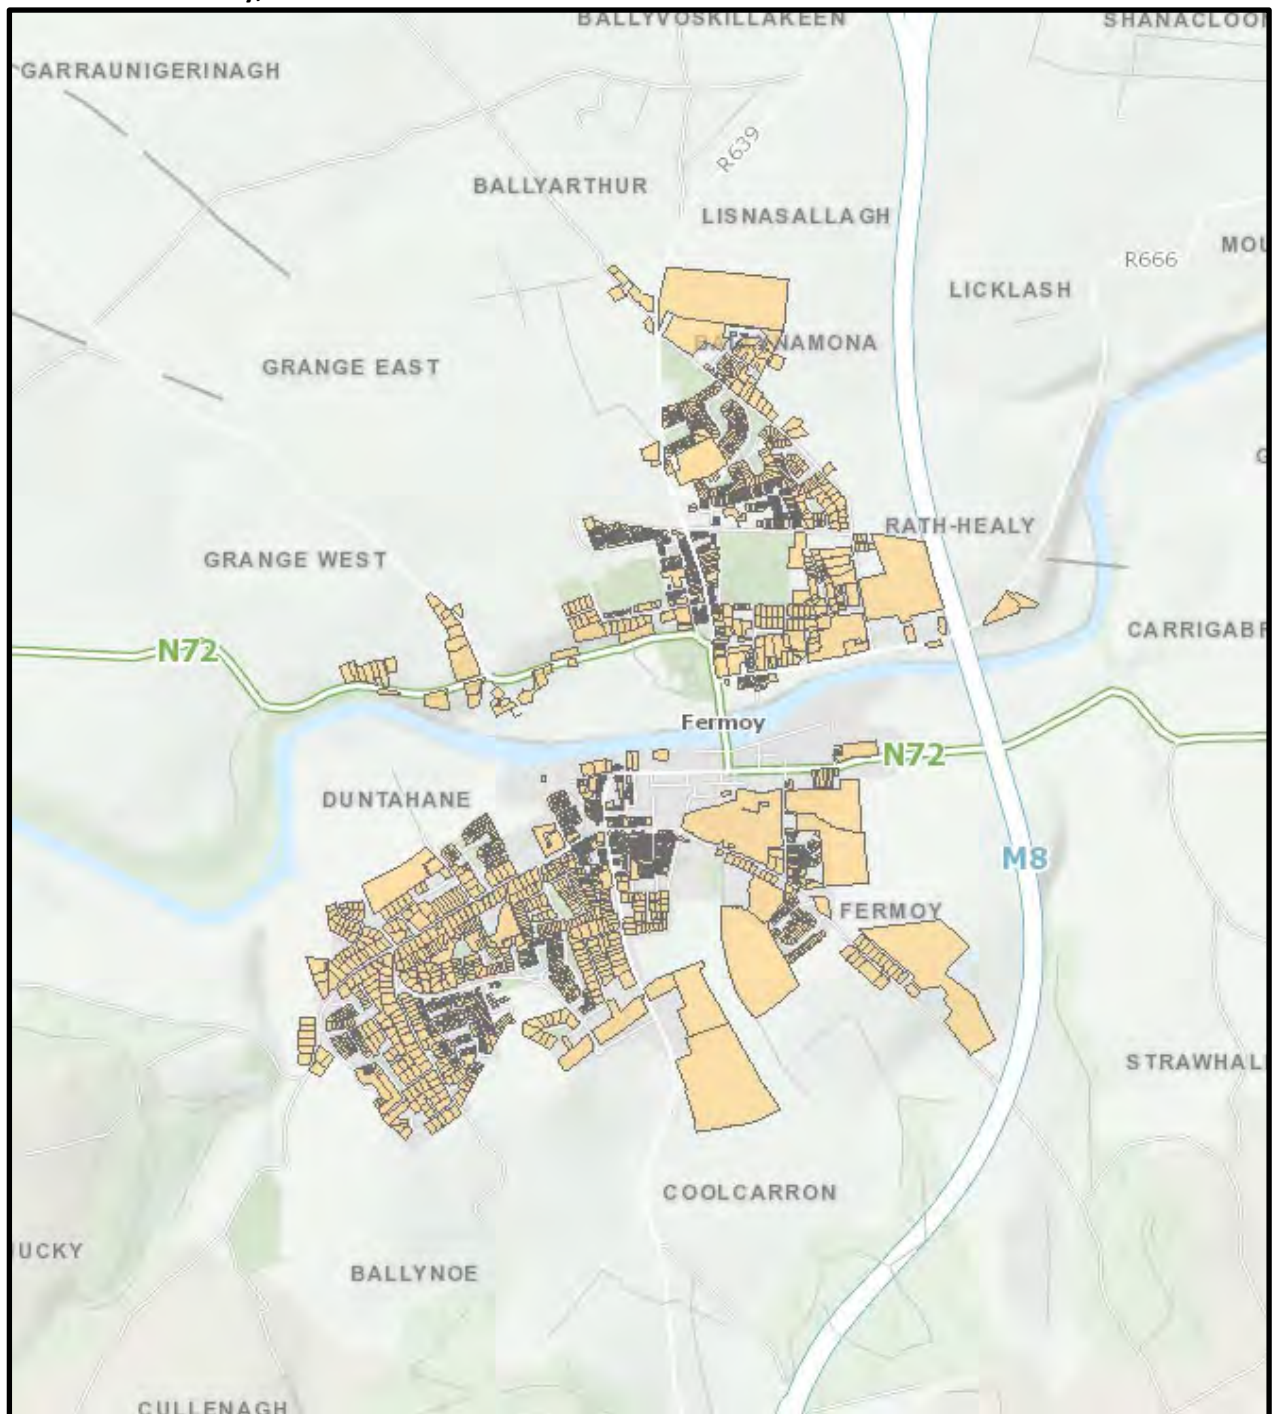 BALLYVOSKILLAKEEN
SHANACLOO
GARRAUNIGERINAGH
R639
BALLYARTHUR
LISNASALLAGH
MOU
R666
LICKLASH
NAMONA
GRANGE EAST
RATH-HEALY
GRANGE WEST
CARRIGABR
N72
Fermoy
N72
DUNTAHANE
M8
FERMOY
STRAWHAL
COOLCARRON
UCKY
BALLYNOE
CULLENAGH